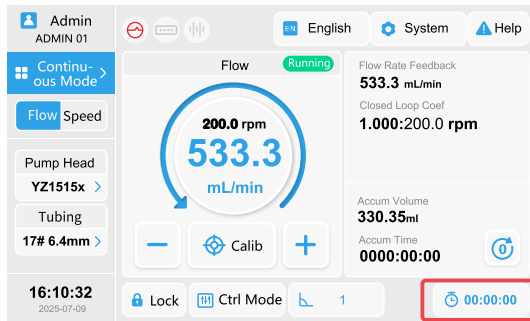 Admin
ADMIN 01
EN English
System
Help
Continu-
ous Mode
Flow Speed
Pump Head
YZ1515x
Tubing
17# 6.4mm
16:10:32
2025-07-09
Flow
Running
200.0 rpm
533.3
mL/min
Calib
Flow Rate Feedback
533.3 mL/min
Closed Loop Coef
1.000:200.0 rpm
Accum Volume
330.35ml
Accum Time
0000:00:00
0
Lock
Ctrl Mode
1
00:00:00